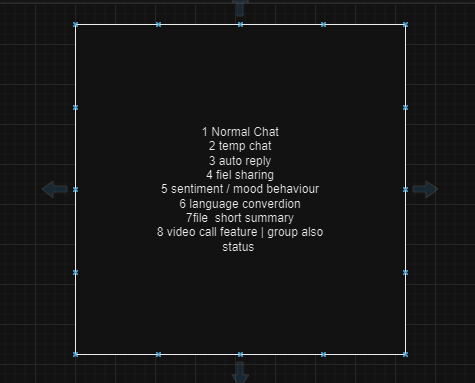 1 Normal Chat
2 temp chat
3 auto reply
4 fiel sharing
5 sentiment / mood behaviour
6 language converdion
7file  short summary
8 video call feature | group also
status